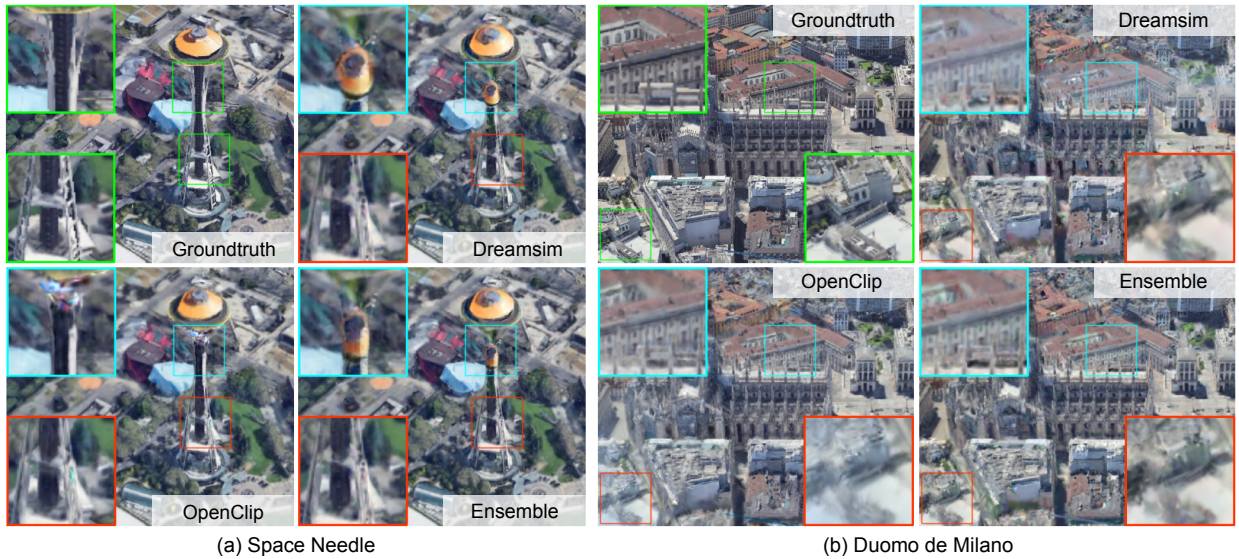 Groundtruth
Dreamsim
OpenClip
Ensemble
(a) Space Needle
Groundtruth
Dreamsim
OpenClip
Ensemble
(b) Duomo de Milano